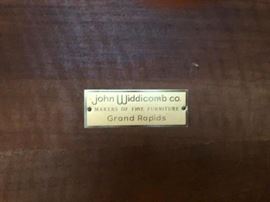 John Widdicomb co.
MAKERS OF FINE FURNITURE
Grand Rapids